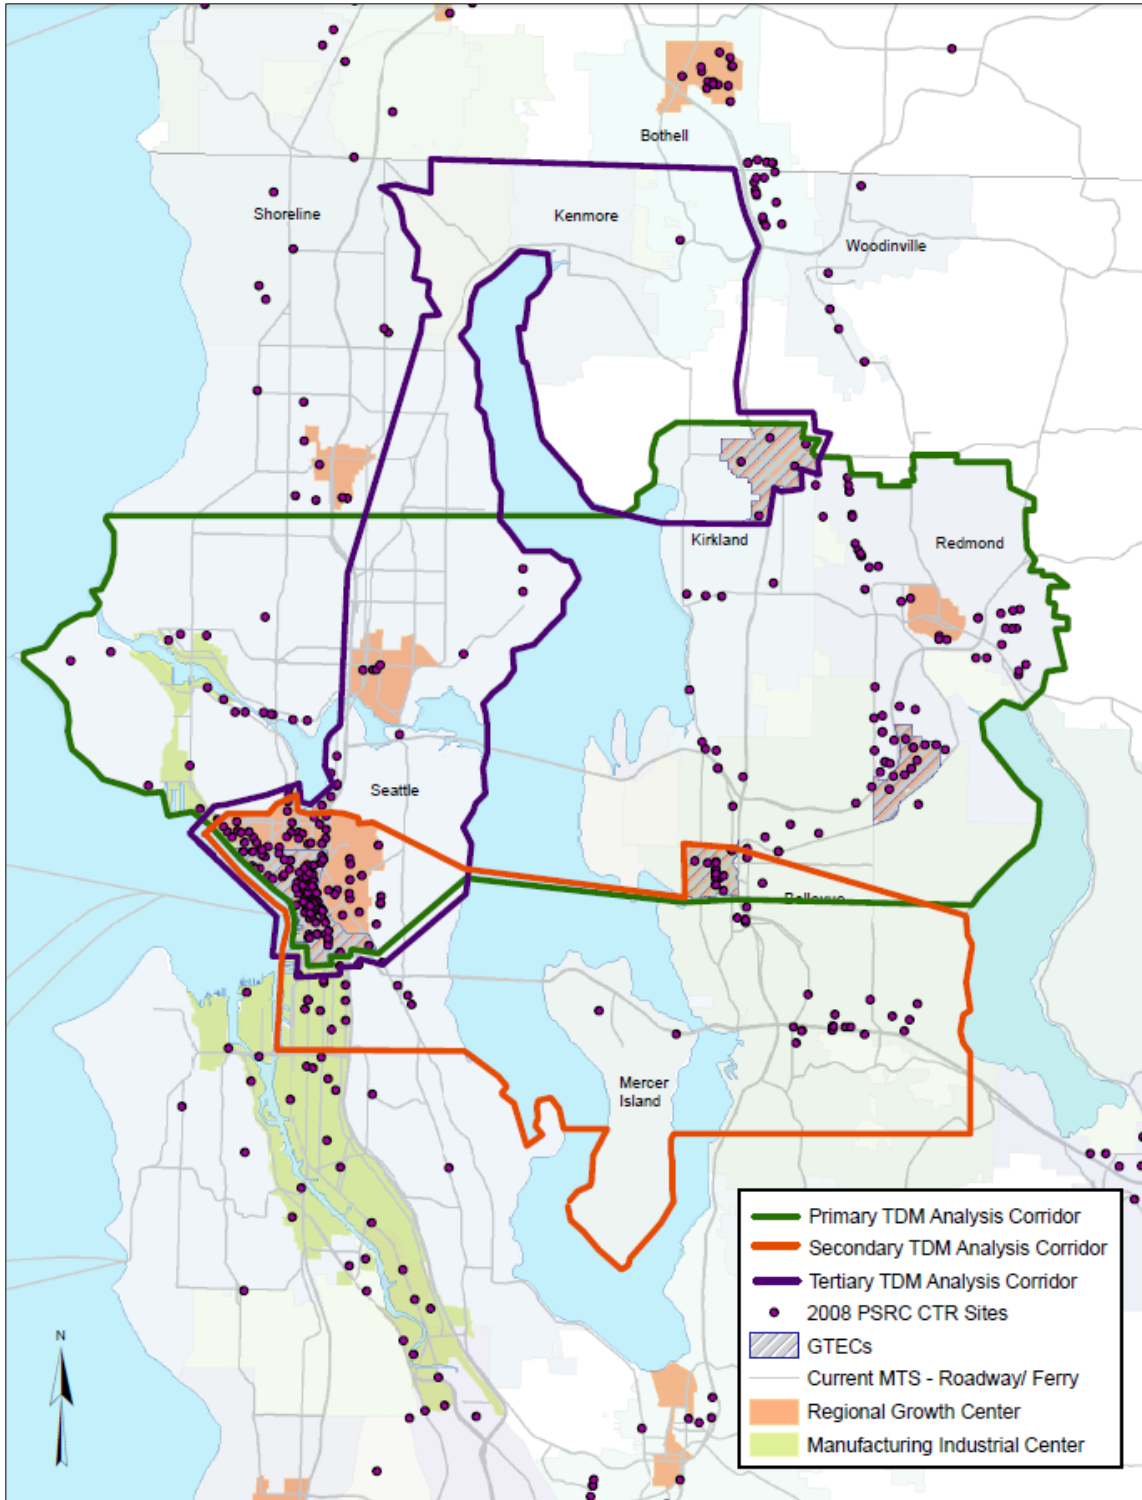 Bothell
Shoreline
Kenmore
Woodinville
Kirkland
Redmond
Seattle
Bellevue
Mercer
Island
N
Primary TDM Analysis Corridor
Secondary TDM Analysis Corridor
Tertiary TDM Analysis Corridor
2008 PSRC CTR Sites
GTECs
Current MTS - Roadway/ Ferry
Regional Growth Center
Manufacturing Industrial Center